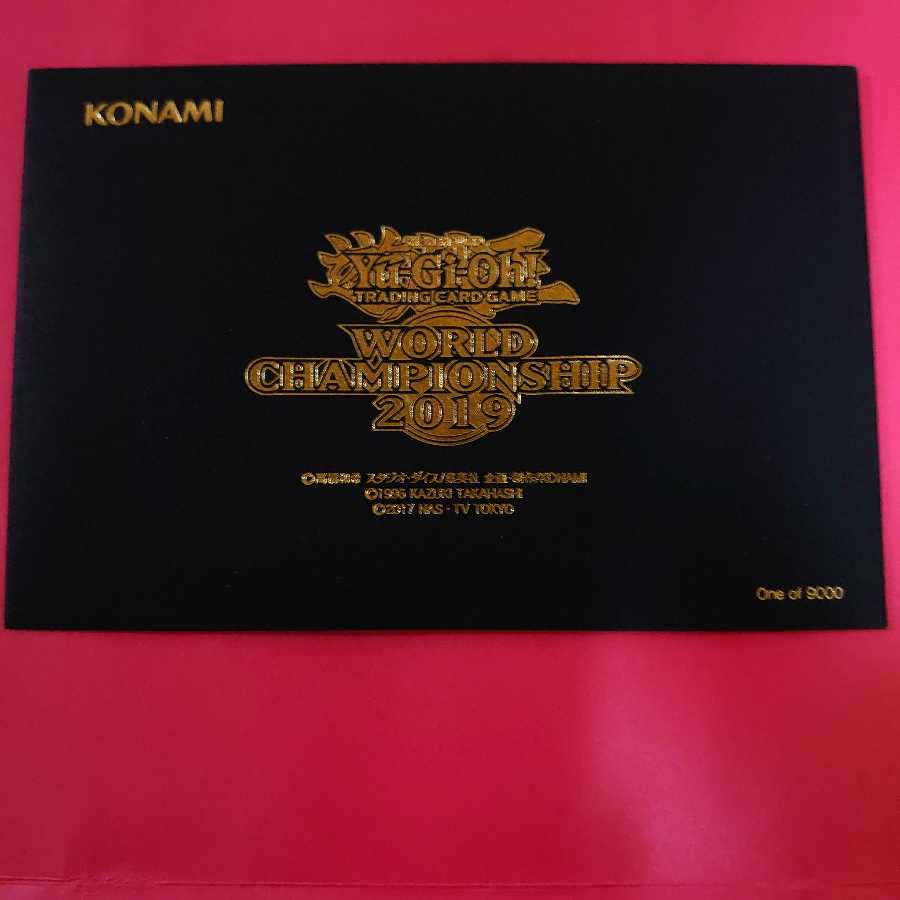 KONAMI
Yu-Gi-Oh!
TRADING CARD GAME
WORLD
CHAMPIONSHIP
2019
©高橋和希 スタジオ・ダイス/集英社 企画・制作/KONAMI
©1996 KAZUKI TAKAHASHI
©2017 NAS・TV TOKYO
One of 9000